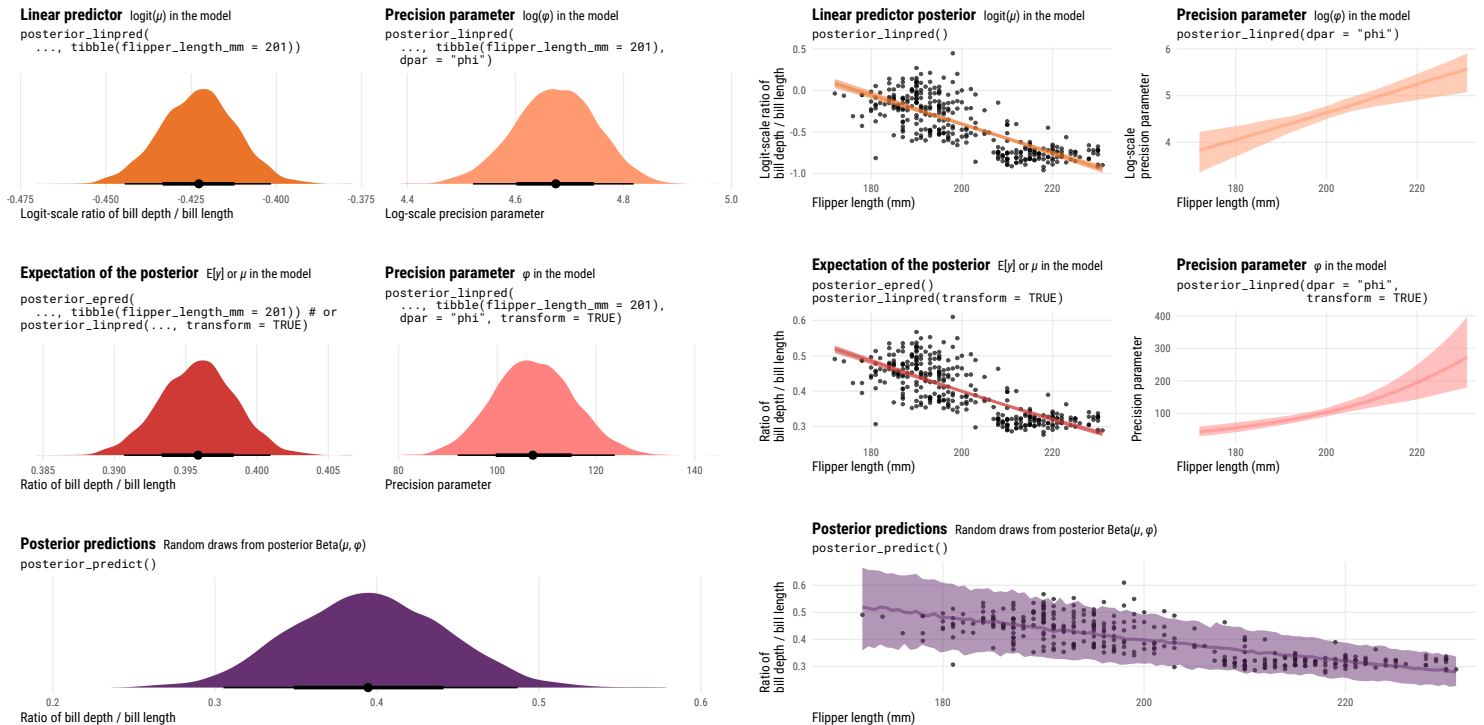 Linear predictor logit(μ) in the model
posterior_linpred(
  ..., tibble(flipper_length_mm = 201))
-0.475
-0.450
-0.425
-0.400
-0.375
Logit-scale ratio of bill depth / bill length
Precision parameter log(φ) in the model
posterior_linpred(
  ..., tibble(flipper_length_mm = 201),
  dpar = "phi")
4.4
4.6
4.8
5.0
Log-scale precision parameter
Linear predictor posterior logit(μ) in the model
posterior_linpred()
Logit-scale ratio of
bill depth / bill length
0.5
0.0
-0.5
-1.0
180
200
220
Flipper length (mm)
Precision parameter log(φ) in the model
posterior_linpred(dpar = "phi")
Log-scale
precision parameter
6
5
4
180
200
220
Flipper length (mm)
Expectation of the posterior E[y] or μ in the model
posterior_epred(
  ..., tibble(flipper_length_mm = 201)) # or
posterior_linpred(..., transform = TRUE)
0.385
0.390
0.395
0.400
0.405
Ratio of bill depth / bill length
Precision parameter φ in the model
posterior_linpred(
  ..., tibble(flipper_length_mm = 201),
  dpar = "phi", transform = TRUE)
80
100
120
140
Precision parameter
Expectation of the posterior E[y] or μ in the model
posterior_epred()
posterior_linpred(transform = TRUE)
Ratio of
bill depth / bill length
0.6
0.5
0.4
0.3
180
200
220
Flipper length (mm)
Precision parameter φ in the model
posterior_linpred(dpar = "phi",
                  transform = TRUE)
Precision parameter
400
300
200
100
180
200
220
Flipper length (mm)
Posterior predictions Random draws from posterior Beta(μ, φ)
posterior_predict()
0.2
0.3
0.4
0.5
0.6
Ratio of bill depth / bill length
Posterior predictions Random draws from posterior Beta(μ, φ)
posterior_predict()
Ratio of
bill depth / bill length
0.6
0.5
0.4
0.3
180
200
220
Flipper length (mm)